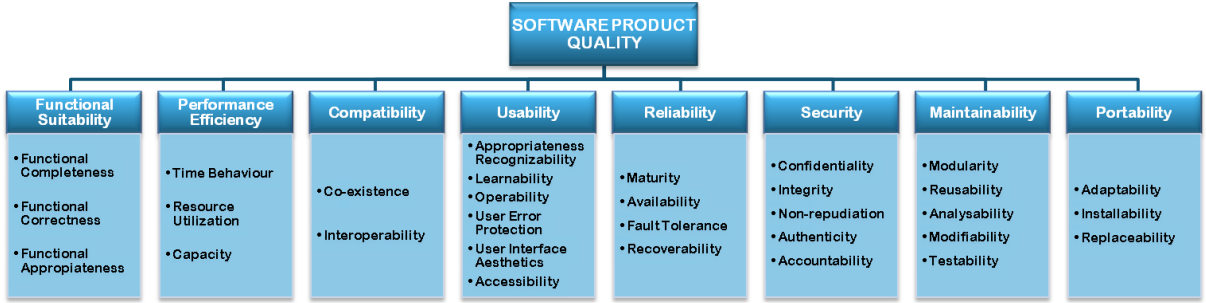 SOFTWARE PRODUCT
QUALITY
Functional
Suitability
• Functional
Completeness
• Functional
Correctness
• Functional
Appropiateness
Performance
Efficiency
• Time Behaviour
• Resource
Utilization
• Capacity
Compatibility
• Co-existence
• Interoperability
Usability
• Appropriateness
Recognizability
• Learnability
• Operability
• User Error
Protection
• User Interface
Aesthetics
• Accessibility
Reliability
• Maturity
• Availability
• Fault Tolerance
• Recoverability
Security
• Confidentiality
• Integrity
• Non-repudiation
• Authenticity
• Accountability
Maintainability
• Modularity
• Reusability
• Analysability
• Modifiability
• Testability
Portability
• Adaptability
• Installability
• Replaceability